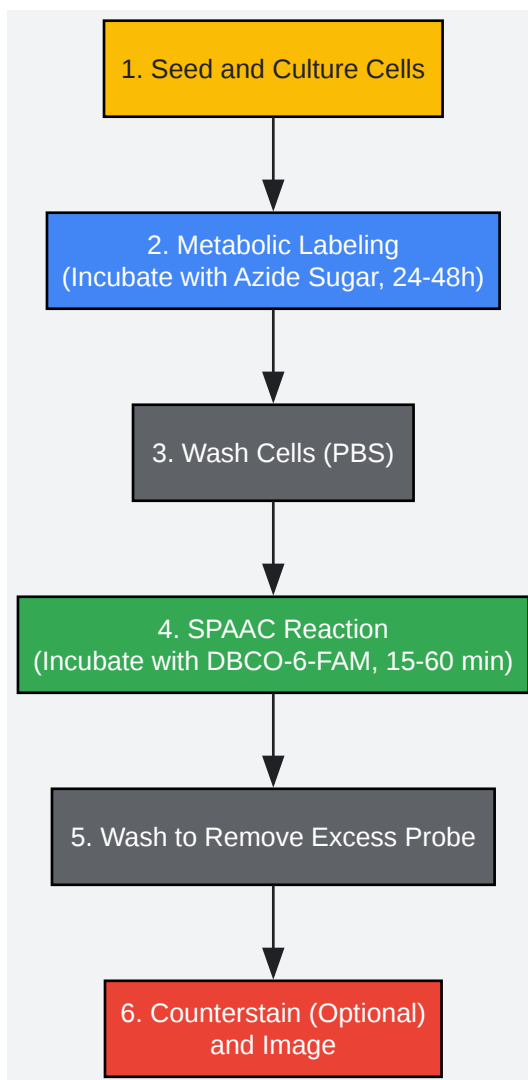 1. Seed and Culture Cells
2. Metabolic Labeling
(Incubate with Azide Sugar, 24-48h)
3. Wash Cells (PBS)
4. SPAAC Reaction
(Incubate with DBCO-6-FAM, 15-60 min)
5. Wash to Remove Excess Probe
6. Counterstain (Optional)
and Image